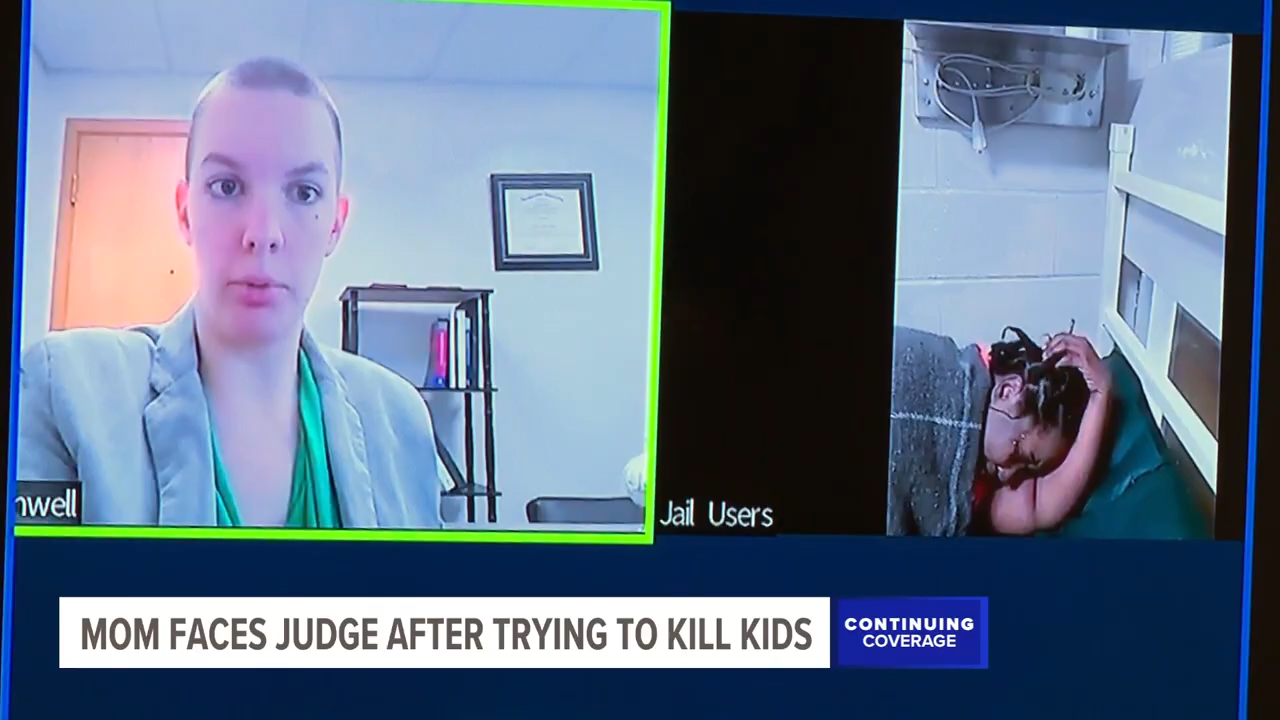 nwell
Jail Users
MOM FACES JUDGE AFTER TRYING TO KILL KIDS
CONTINUING
COVERAGE